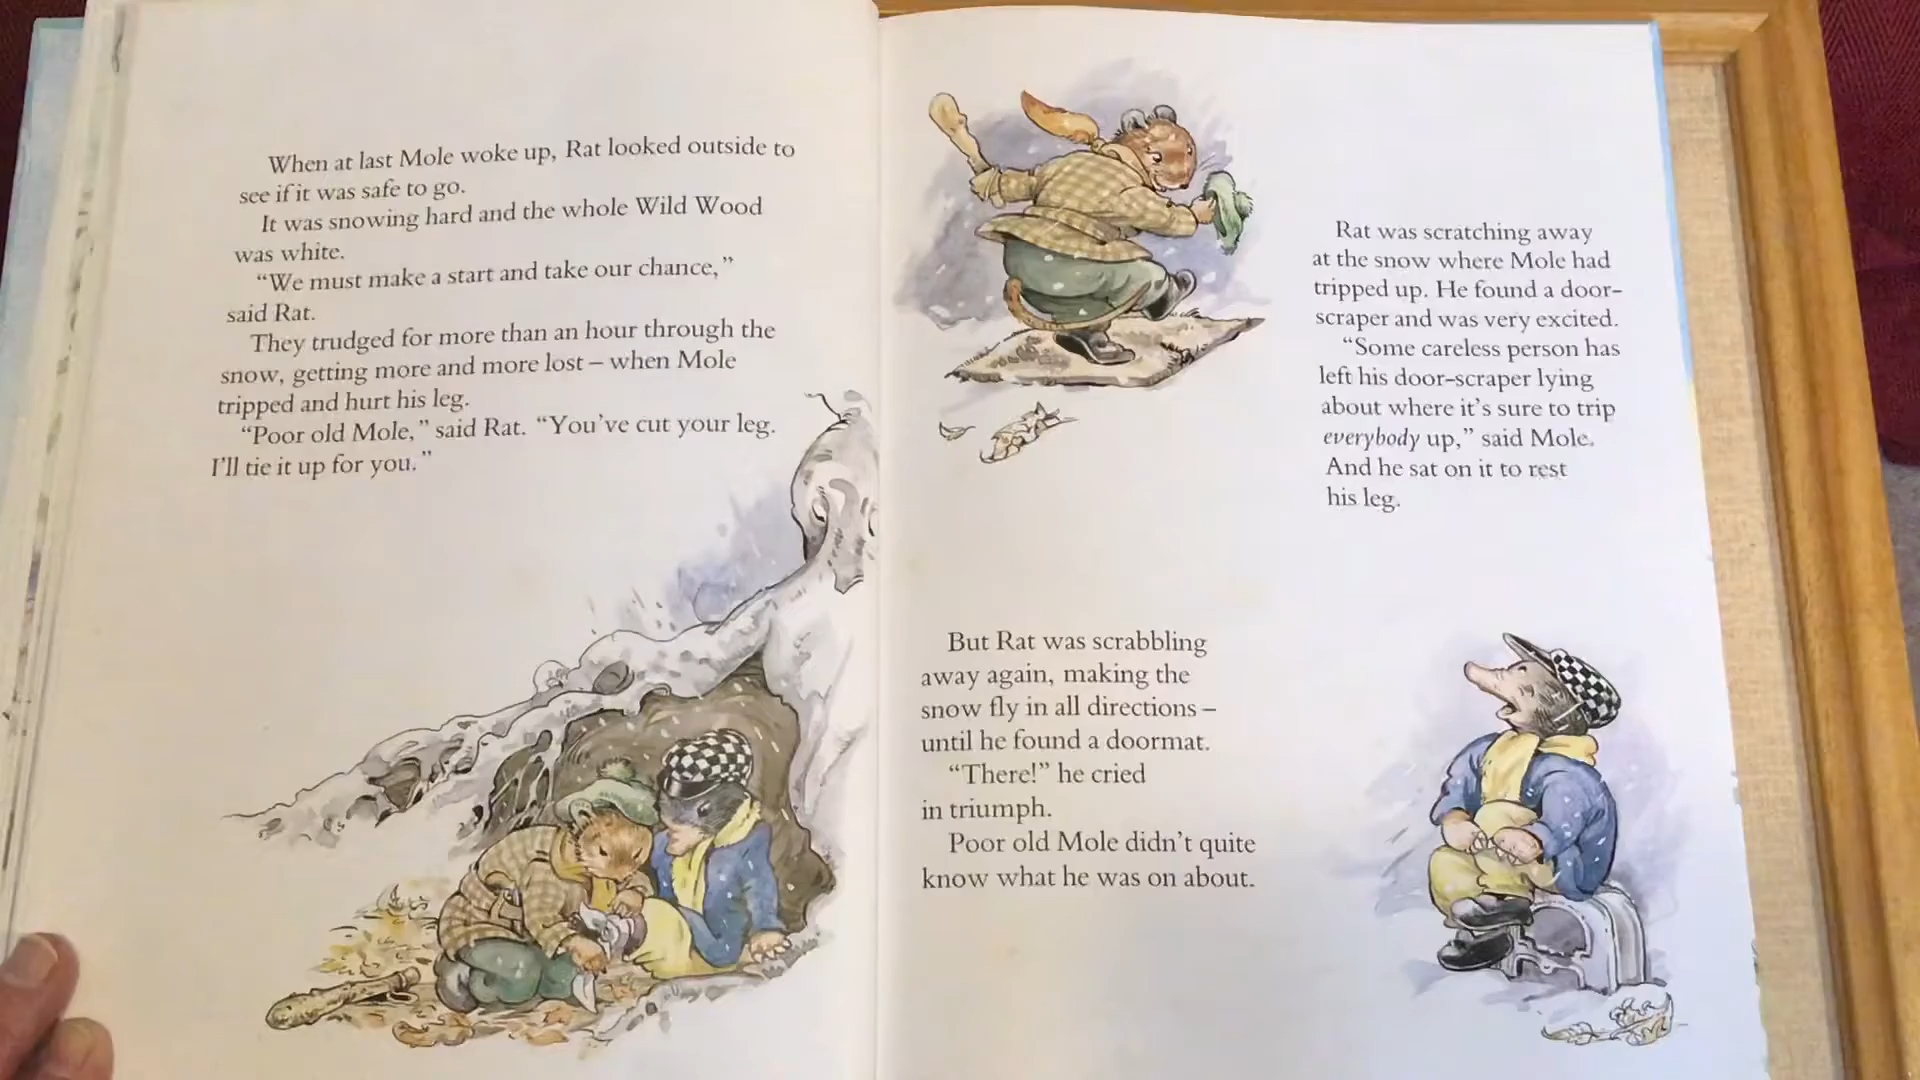 When at last Mole woke up, Rat looked outside to
see if it was safe to go.
It was snowing hard and the whole Wild Wood
was white.
“We must make a start and take our chance,”
said Rat.
They trudged for more than an hour through the
snow, getting more and more lost – when Mole
tripped and hurt his leg.
“Poor old Mole,” said Rat. “You’ve cut your leg.
I’ll tie it up for you.”
Rat was scratching away
at the snow where Mole had
tripped up. He found a door-
scraper and was very excited.
“Some careless person has
left his door-scraper lying
about where it’s sure to trip
everybody up,” said Mole.
And he sat on it to rest
his leg.
But Rat was scrabbling
away again, making the
snow fly in all directions –
until he found a doormat.
“There!” he cried
in triumph.
Poor old Mole didn’t quite
know what he was on about.